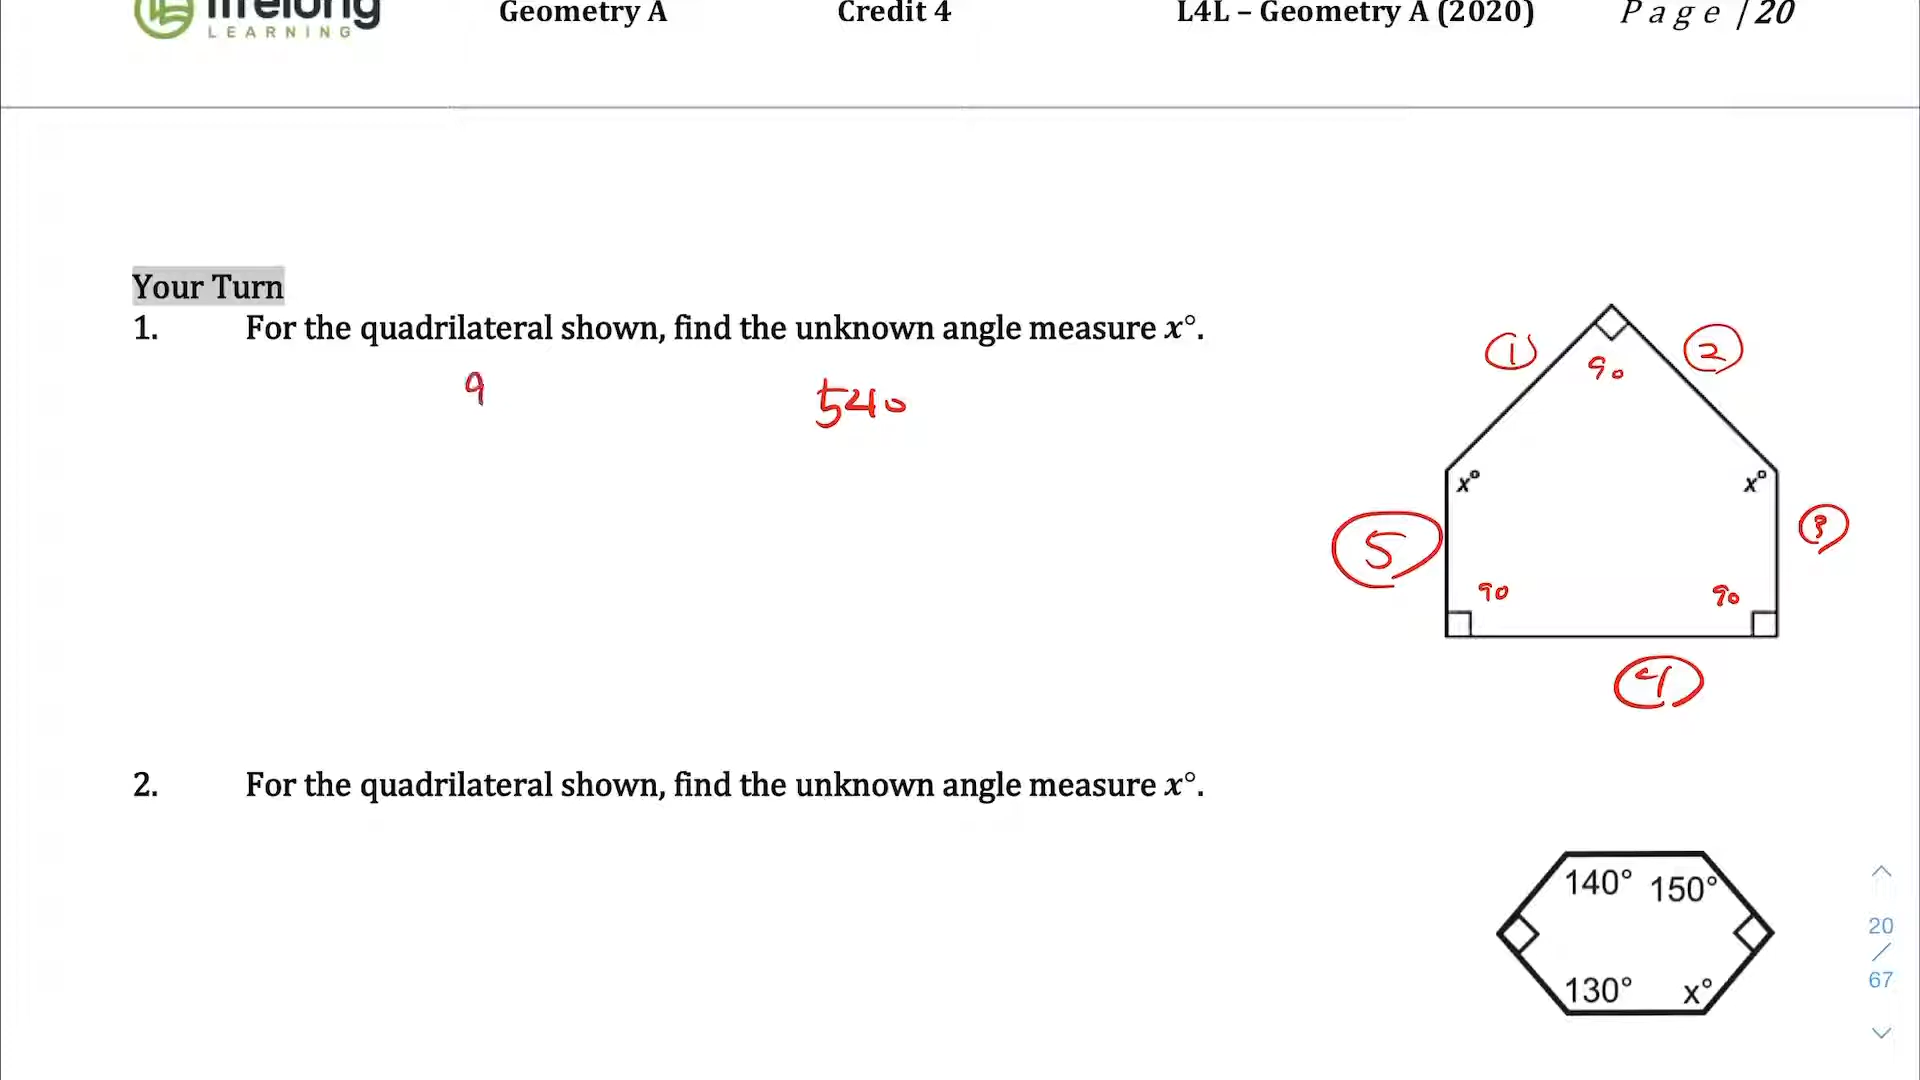 lifelong
LEARNING
Geometry A Credit 4 L4L – Geometry A (2020) Page | 20
Your Turn
1. For the quadrilateral shown, find the unknown angle measure x°.
9 540
1 2
90
x° x°
5 3
90 90
4
2. For the quadrilateral shown, find the unknown angle measure x°.
140° 150°
130° x°
20
/
67